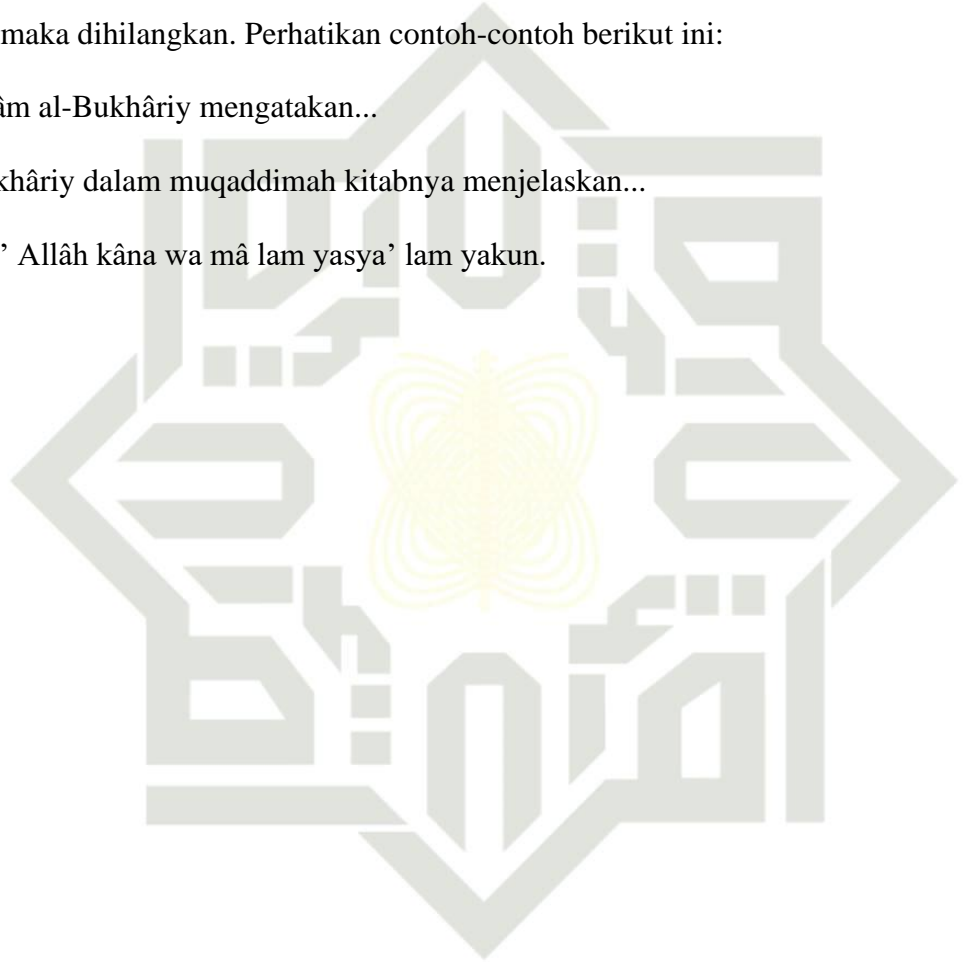 maka dihilangkan. Perhatikan contoh-contoh berikut ini:
âm al-Bukhâriy mengatakan...
khâriy dalam muqaddimah kitabnya menjelaskan...
’ Allâh kâna wa mâ lam yasya’ lam yakun.